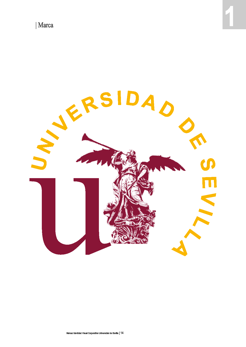 1
| Marca
UNIVERSIDAD DE SEVILLA
u